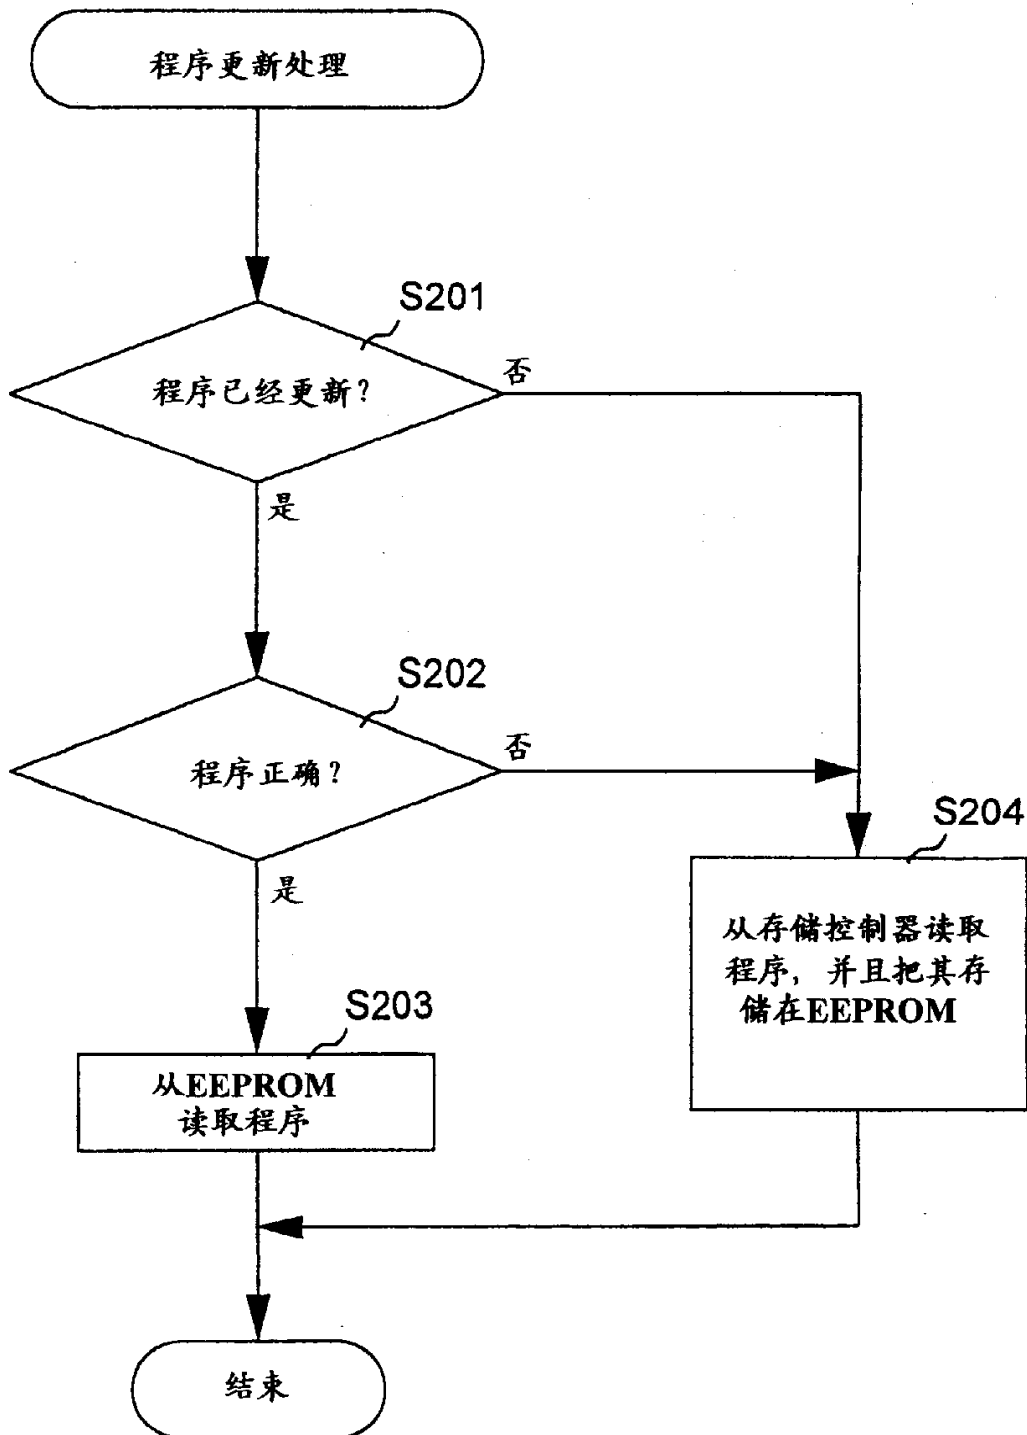 程序更新处理
S201
程序已经更新?
否
是
S202
程序正确?
否
是
S204
从存储控制器读取
程序, 并且把其存
储在EEPROM
S203
从EEPROM
读取程序
结束